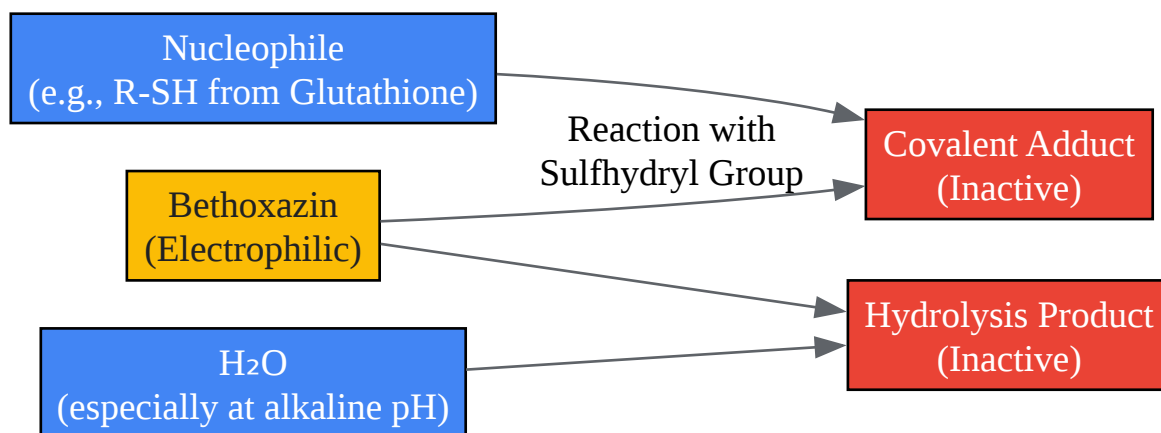 Nucleophile
(e.g., R-SH from Glutathione)
Reaction with
Sulfhydryl Group
Covalent Adduct
(Inactive)
Bethoxazin
(Electrophilic)
Hydrolysis Product
(Inactive)
H₂O
(especially at alkaline pH)